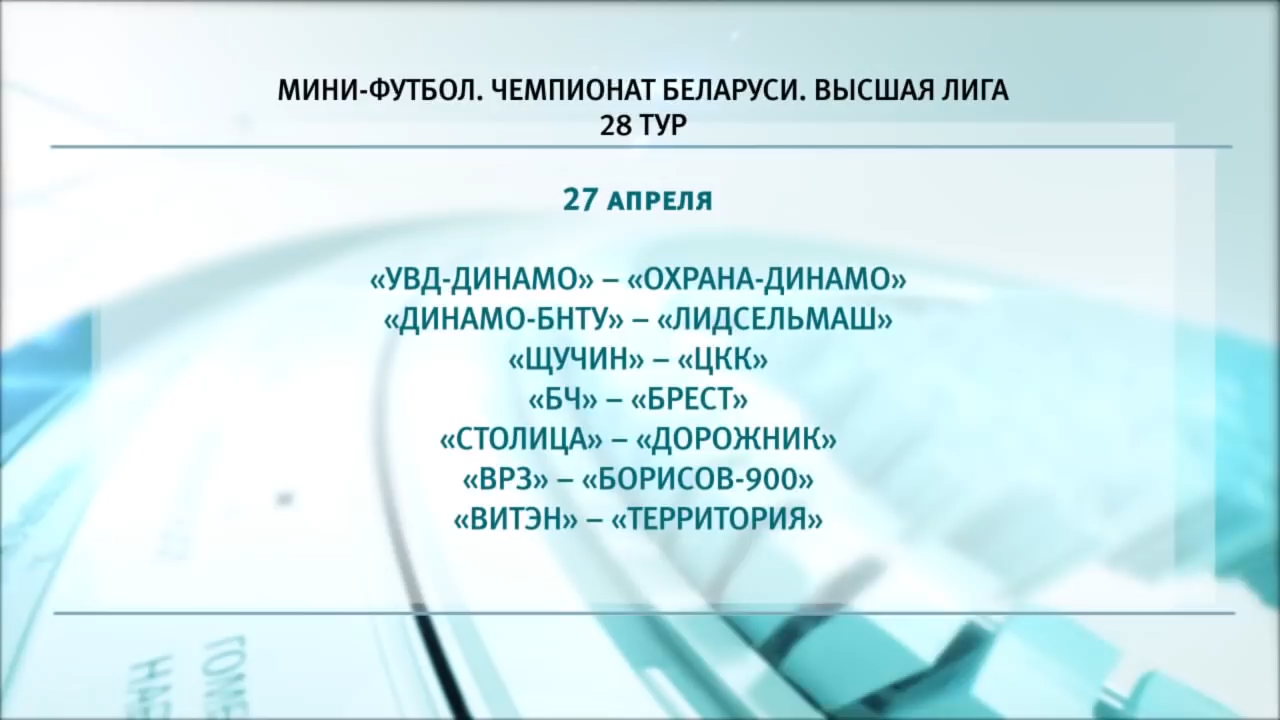 МИНИ-ФУТБОЛ. ЧЕМПИОНАТ БЕЛАРУСИ. ВЫСШАЯ ЛИГА
28 ТУР
27 АПРЕЛЯ
«УВД-ДИНАМО» – «ОХРАНА-ДИНАМО»
«ДИНАМО-БНТУ» – «ЛИДСЕЛЬМАШ»
«ЩУЧИН» – «ЦКК»
«БЧ» – «БРЕСТ»
«СТОЛИЦА» – «ДОРОЖНИК»
«ВРЗ» – «БОРИСОВ-900»
«ВИТЭН» – «ТЕРРИТОРИЯ»